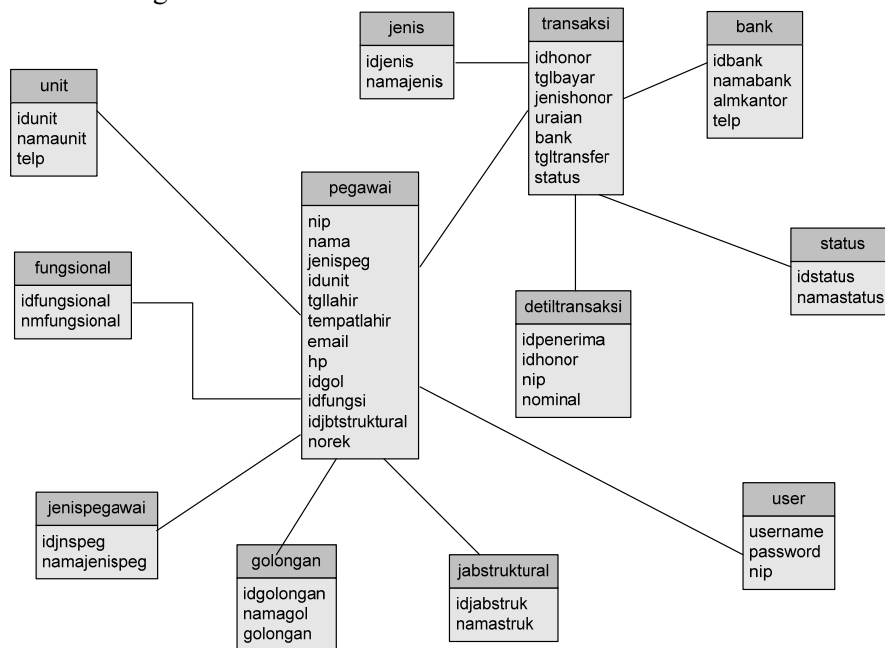 jenis
idjenis
namajenis
transaksi
idhonor
tglbayar
jenishonor
uraian
bank
tgltransfer
status
bank
idbank
namabank
almkantor
telp
unit
idunit
namaunit
telp
pegawai
nip
nama
jenispeg
idunit
tgllahir
tempatlahir
email
hp
idgol
idfungsi
idjbtstruktural
norek
status
idstatus
namastatus
fungsional
idfungsional
nmfungsional
detiltransaksi
idpenerima
idhonor
nip
nominal
jenispegawai
idjnspeg
namajenispeg
golongan
idgolongan
namagol
golongan
jabstruktural
idjabstruk
namastruk
user
username
password
nip